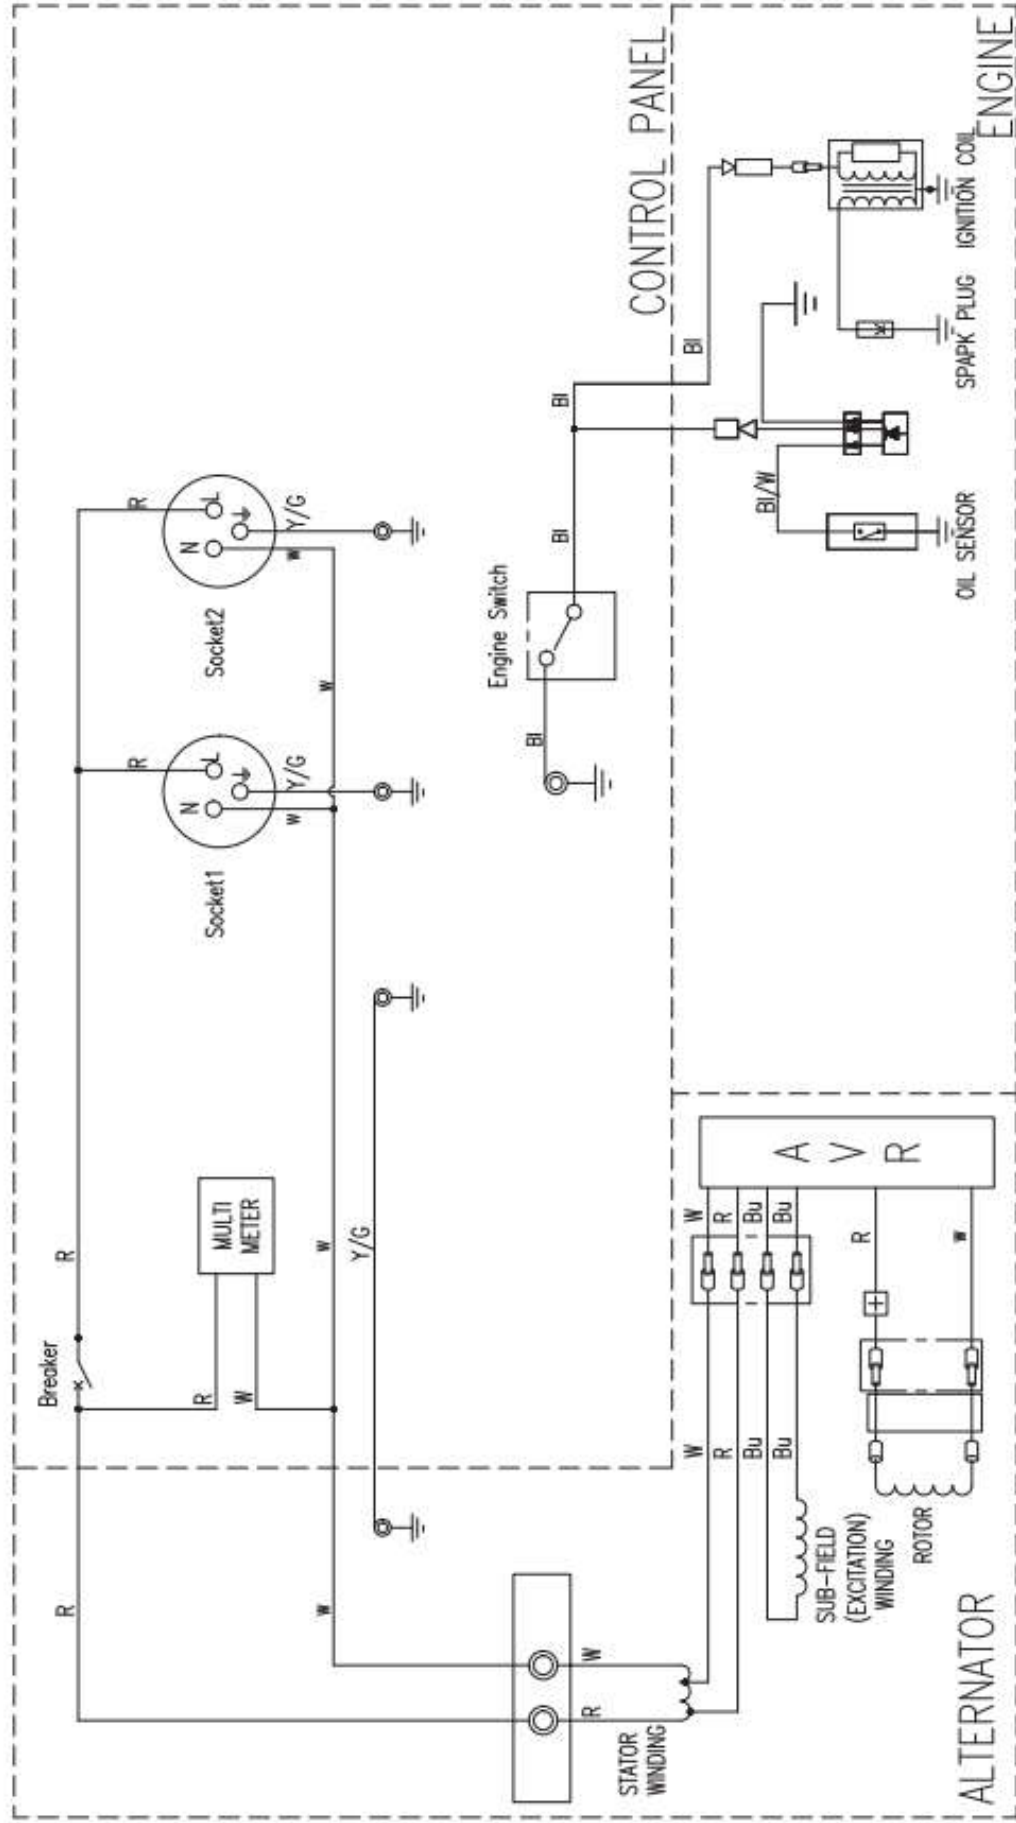 R
Breaker
R
R
R
R
W
MULTI
METER
N
L
Socket1
N
L
Socket2
w
Y/G
w
Y/G
w
w
w
Y/G
Engine Switch
Bl
Bl
Bl
CONTROL PANEL
R
W
STATOR
WINDING
W
W
R
R
Bu
Bu
Bu
Bu
A V R
Bl
Bl/W
SUB-FIELD
(EXCITATION)
WINDING
R
+
ROTOR
w
ALTERNATOR
OIL SENSOR
SPAPK PLUG
IGNITION COIL
ENGINE